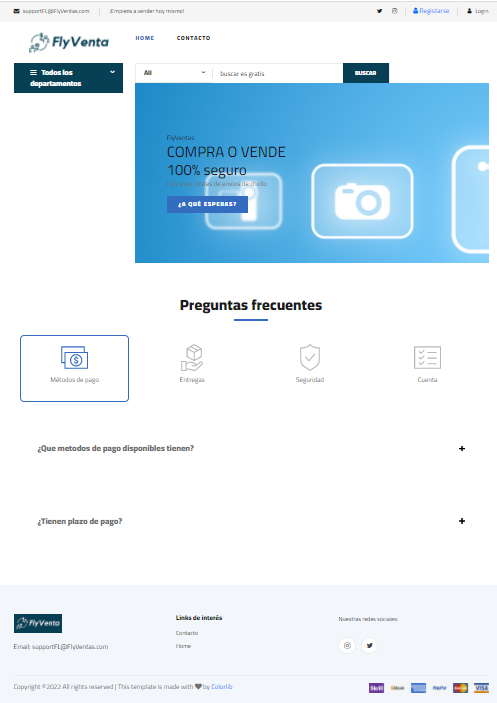 supportFL@FlyVentas.com
¡Empieza a vender hoy mismo!
Registarse
Login
FlyVenta
HOME
CONTACTO
Todos los
departamentos
All
buscar es gratis
BUSCAR
FlyVentas
COMPRA O VENDE
100% seguro
¿A QUÉ ESPERAS?
Preguntas frecuentes
Métodos de pago
Entregas
Seguridad
Cuenta
¿Que metodos de pago disponibles tienen?
¿Tienen plazo de pago?
FlyVenta
Email: supportFL@FlyVentas.com
Links de interés
Contacto
Home
Nuestras redes sociales:
Copyright ©2022 All rights reserved | This template is made with
by Colorlib
Skrill
PayPal
VISA